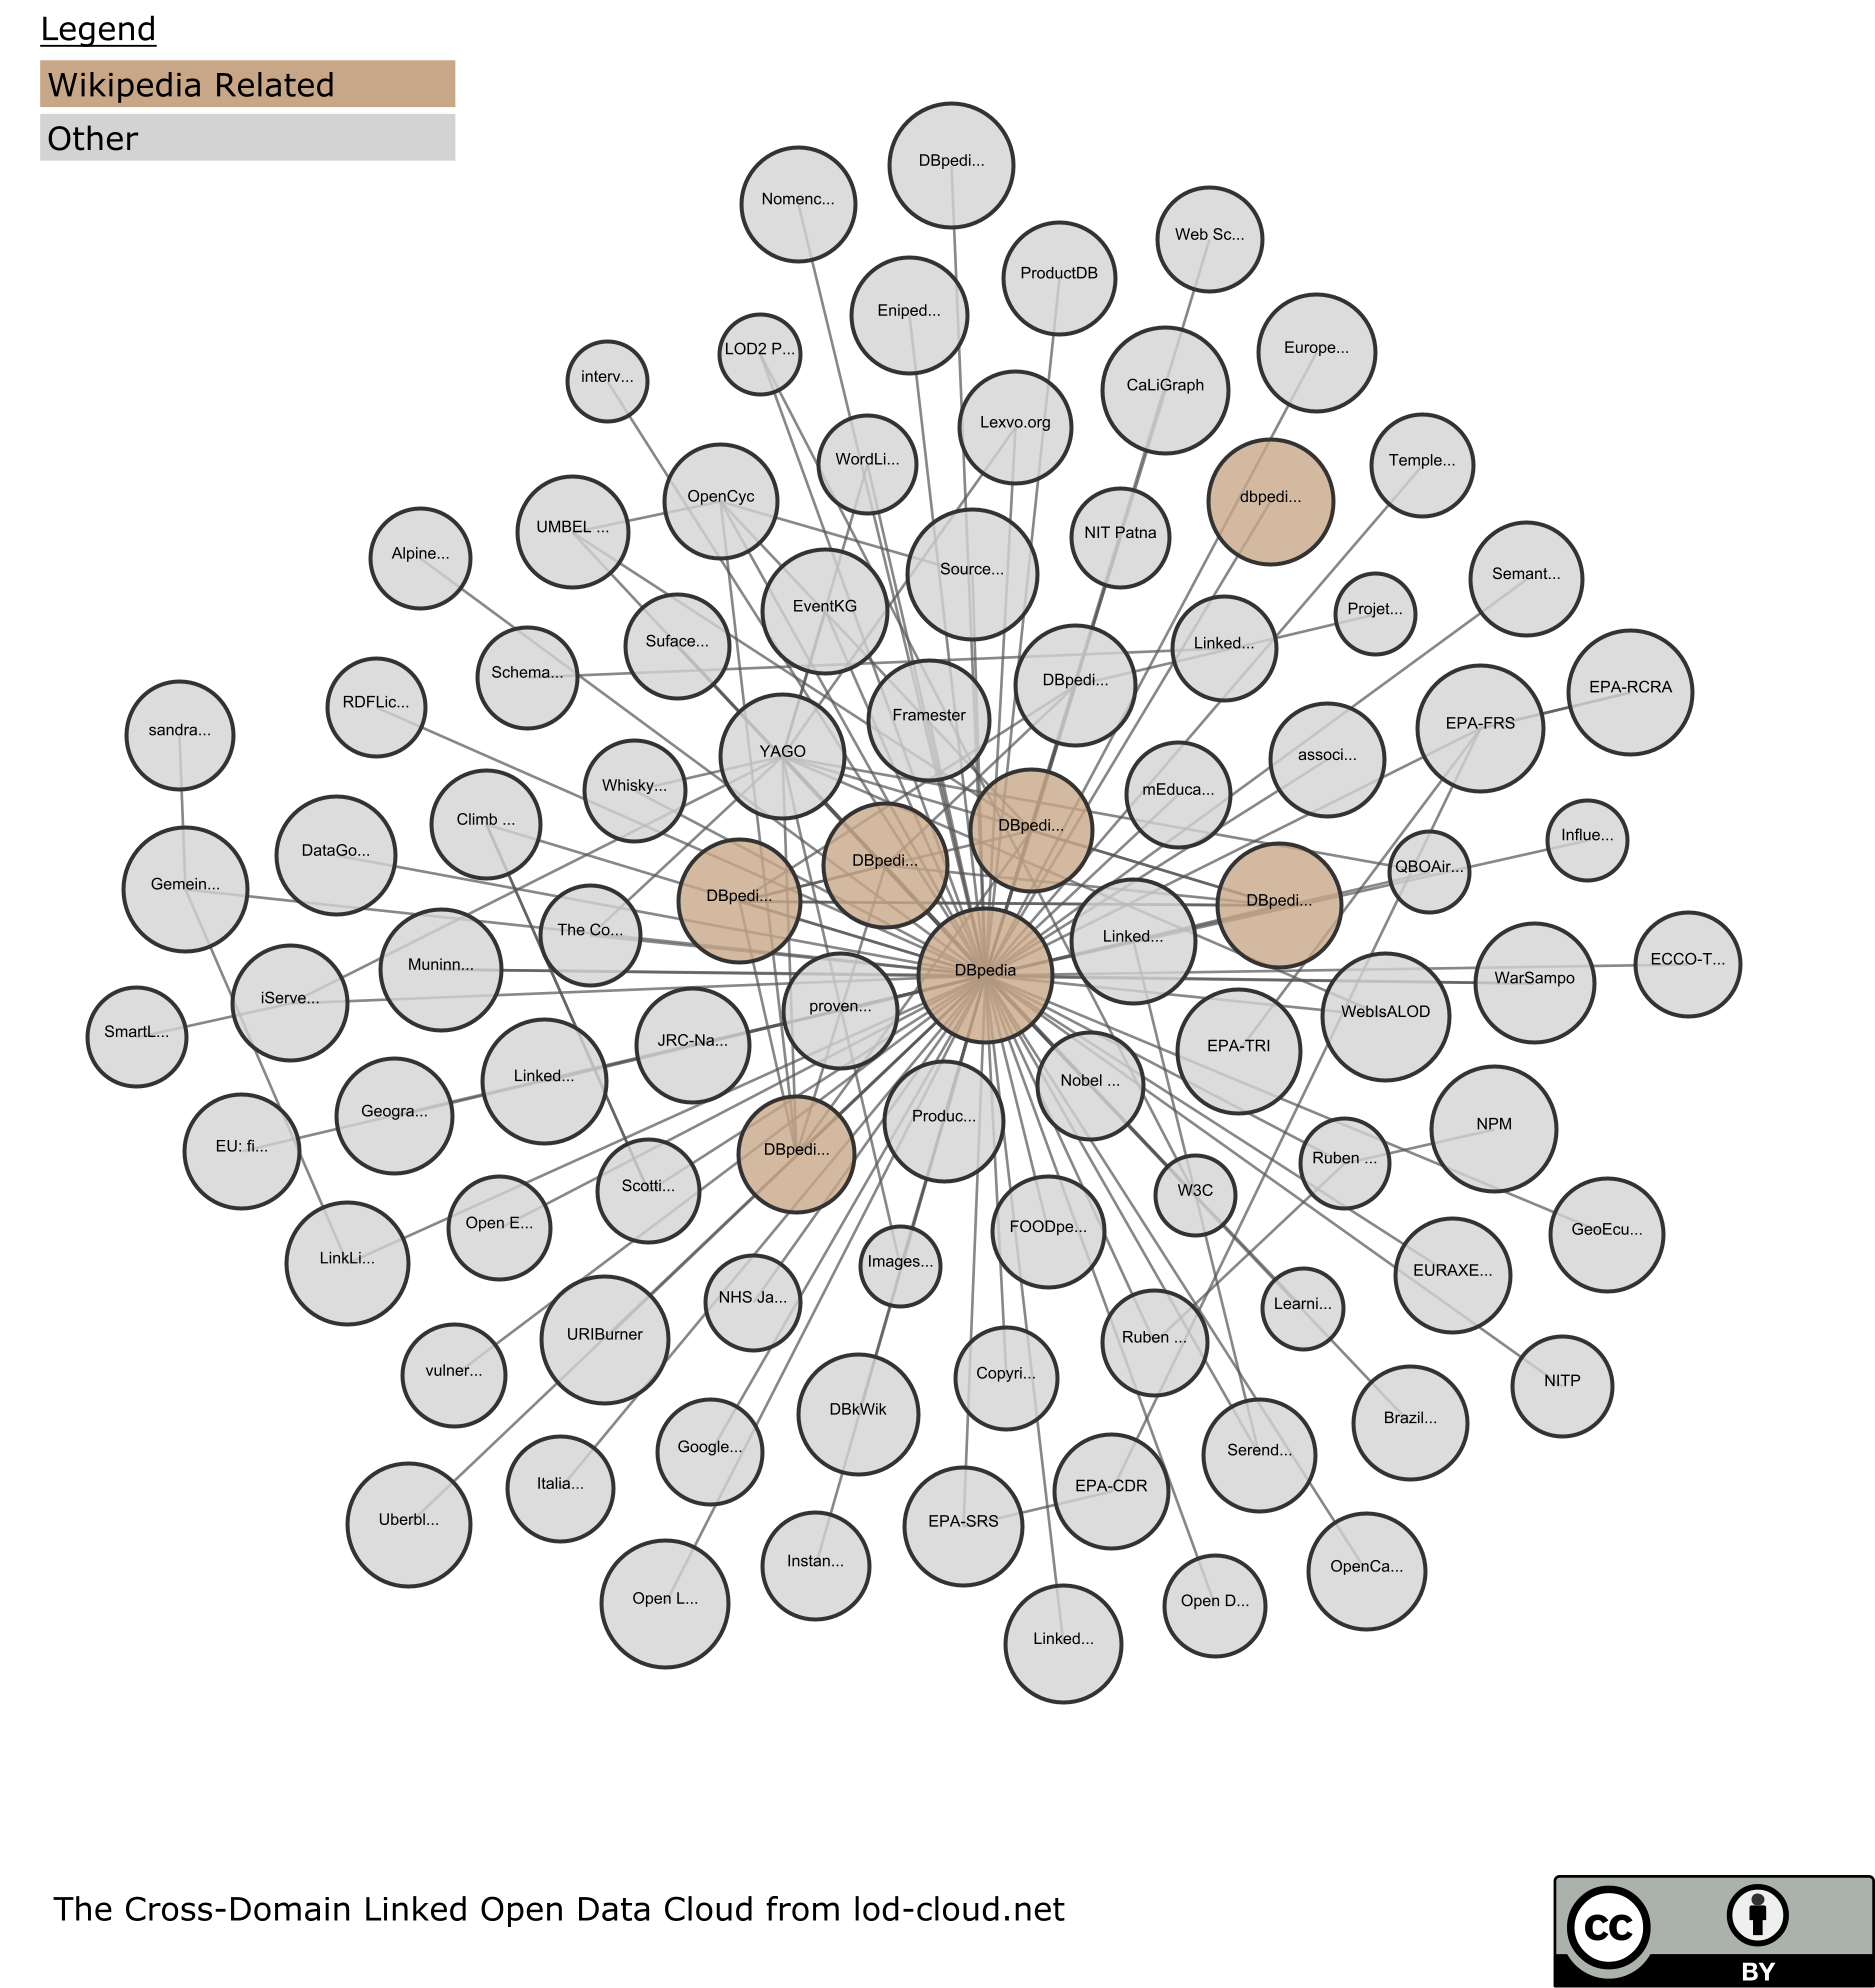 Legend
Wikipedia Related
Other
DBpedi...
Nomenc...
Web Sc...
ProductDB
Eniped...
LOD2 P...
Europe...
interv...
CaLiGraph
Lexvo.org
WordLi...
Temple...
OpenCyc
dbpedi...
UMBEL ...
NIT Patna
Alpine...
Source...
Semant...
EventKG
Projet...
Suface...
Linked...
Schema...
DBpedi...
EPA-RCRA
RDFLic...
Framester
EPA-FRS
sandra...
YAGO
associ...
Whisky...
mEduca...
Climb ...
DBpedi...
Influe...
DataGo...
DBpedi...
QBOAir...
Gemein...
DBpedi...
DBpedi...
The Co...
Linked...
Muninn...
DBpedia
ECCO-T...
WarSampo
iServe...
proven...
WebIsALOD
SmartL...
JRC-Na...
EPA-TRI
Linked...
Nobel ...
Geogra...
Produc...
NPM
EU: fi...
DBpedi...
Ruben ...
Scotti...
W3C
Open E...
FOODpe...
GeoEcu...
LinkLi...
Images...
EURAXE...
NHS Ja...
Learni...
URIBurner
Ruben ...
vulner...
Copyri...
NITP
DBkWik
Brazil...
Google...
Serend...
Italia...
EPA-CDR
Uberbl...
EPA-SRS
Instan...
OpenCa...
Open L...
Open D...
Linked...
The Cross-Domain Linked Open Data Cloud from lod-cloud.net
cc
BY